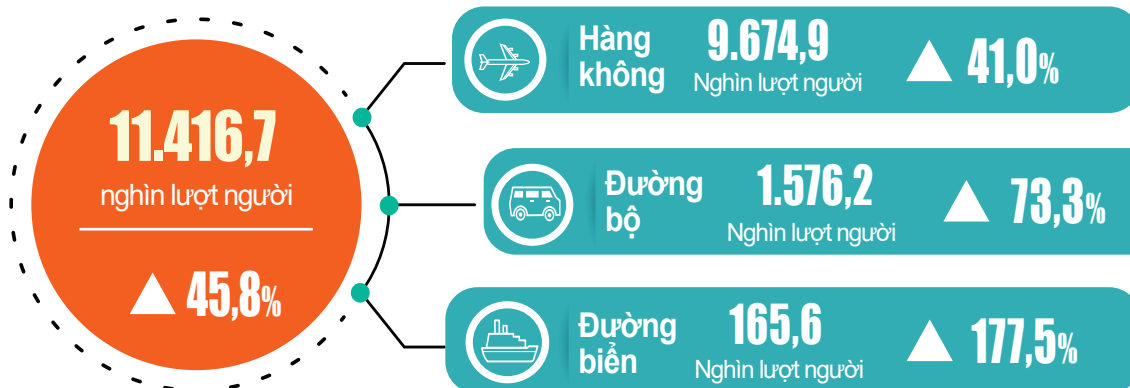 11.416,7
nghìn lượt người
45,8%
Hàng
không
9.674,9
Nghìn lượt người
41,0%
Đường
bộ
1.576,2
Nghìn lượt người
73,3%
Đường
biển
165,6
Nghìn lượt người
177,5%